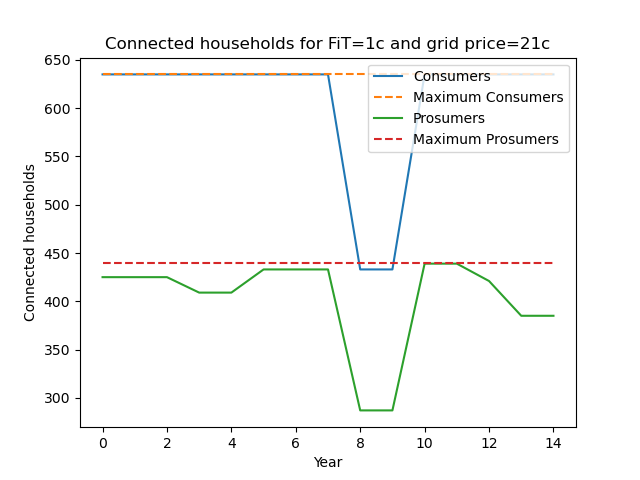 Connected households for FiT=1c and grid price=21c
Consumers
Maximum Consumers
Prosumers
Maximum Prosumers
Connected households
650
600
550
500
450
400
350
300
0 2 4 6 8 10 12 14
Year